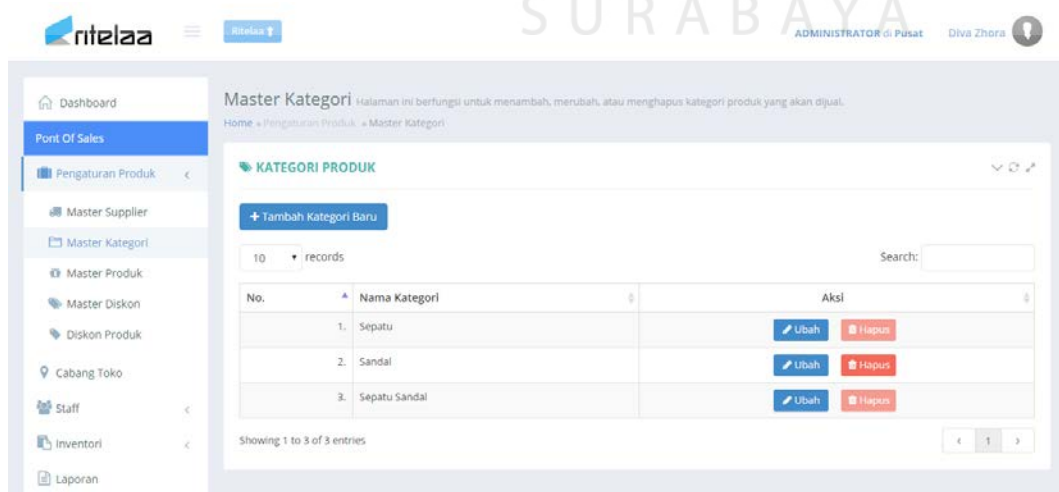 SURABAYA
ritelaa
Ritelaa
ADMINISTRATOR di Pusat
Diva Zhora
Dashboard
Pont Of Sales
Pengaturan Produk
Master Supplier
Master Kategori
Master Produk
Master Diskon
Diskon Produk
Cabang Toko
Staff
Inventori
Laporan
Master Kategori Halaman ini berfungsi untuk menambah, merubah, atau menghapus kategori produk yang akan dijual.
Home » Pengaturan Produk » Master Kategori
KATEGORI PRODUK
+ Tambah Kategori Baru
10 records
Search:
No. Nama Kategori Aksi
1. Sepatu Ubah Hapus
2. Sandal Ubah Hapus
3. Sepatu Sandal Ubah Hapus
Showing 1 to 3 of 3 entries
‹ 1 ›